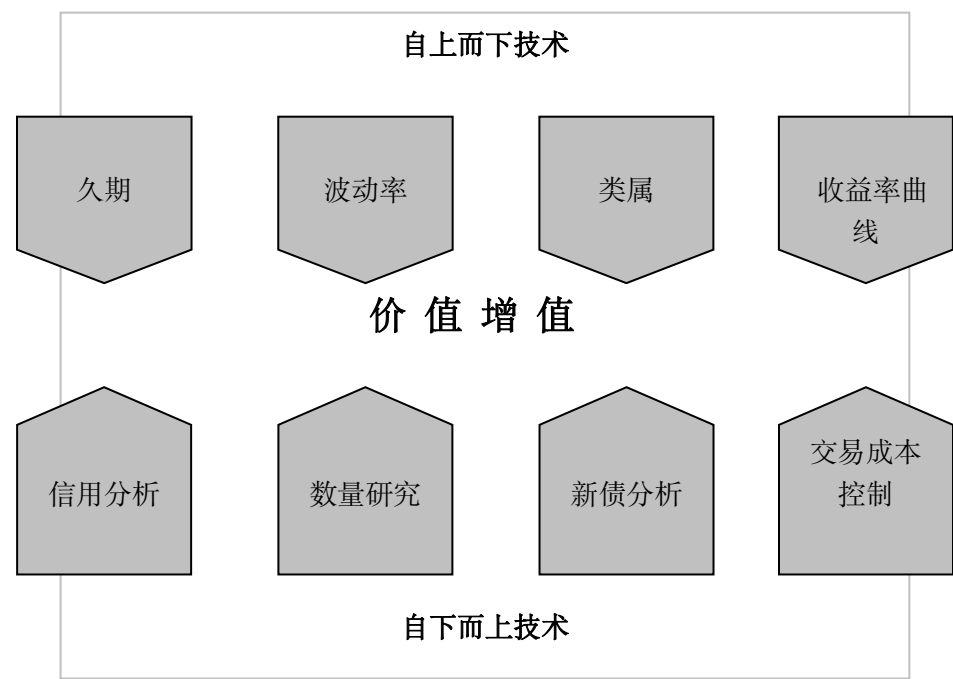 自上而下技术
久期
波动率
类属
收益率曲
线
价值增值
信用分析
数量研究
新债分析
交易成本
控制
自下而上技术